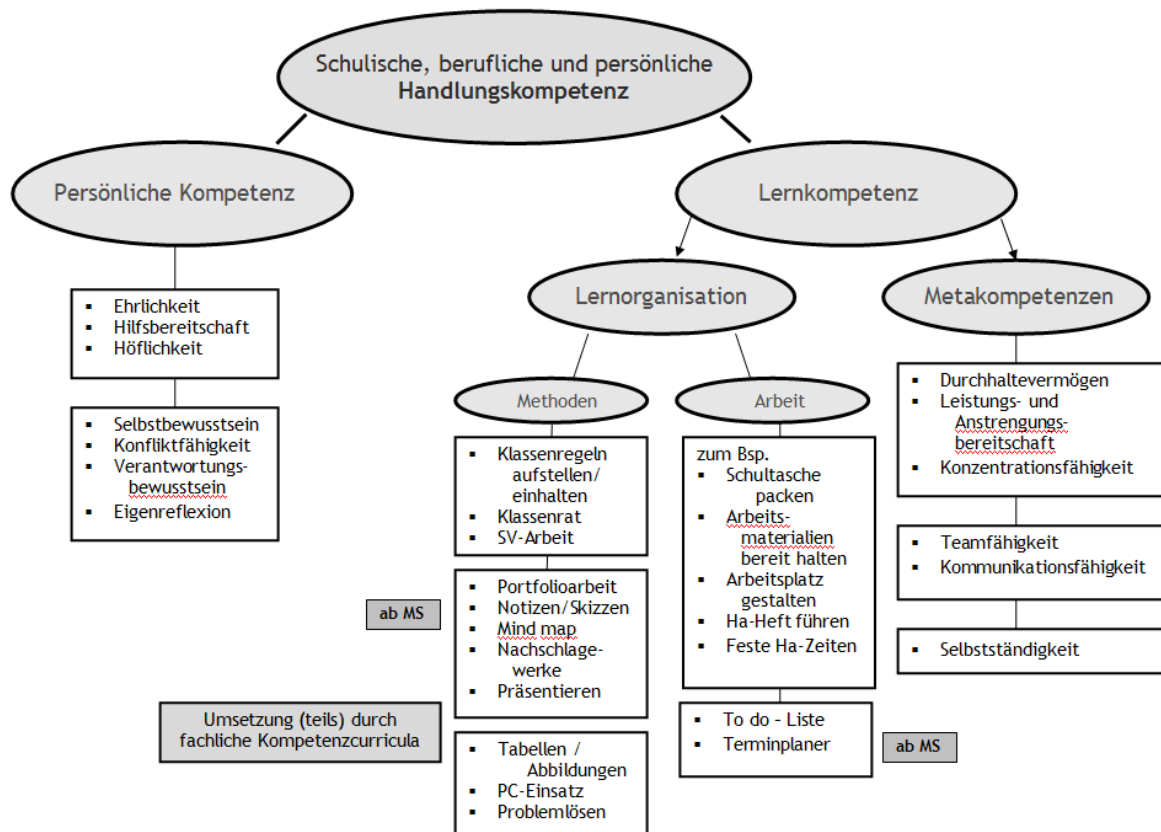 Schulische, berufliche und persönliche
Handlungskompetenz
Persönliche Kompetenz
Lernkompetenz
Lernorganisation
Metakompetenzen
▪ Ehrlichkeit
▪ Hilfsbereitschaft
▪ Höflichkeit
▪ Selbstbewusstsein
▪ Konfliktfähigkeit
▪ Verantwortungs-
bewusstsein
▪ Eigenreflexion
Methoden
▪ Klassenregeln
aufstellen/
einhalten
▪ Klassenrat
▪ SV-Arbeit
ab MS
▪ Portfolioarbeit
▪ Notizen/Skizzen
▪ Mind map
▪ Nachschlage-
werke
▪ Präsentieren
Umsetzung (teils) durch
fachliche Kompetenzcurricula
▪ Tabellen /
Abbildungen
▪ PC-Einsatz
▪ Problemlösen
Arbeit
zum Bsp.
▪ Schultasche
packen
▪ Arbeits-
materialien
bereit halten
▪ Arbeitsplatz
gestalten
▪ Ha-Heft führen
▪ Feste Ha-Zeiten
▪ To do - Liste
▪ Terminplaner
ab MS
▪ Durchhaltevermögen
▪ Leistungs- und
Anstrengungs-
bereitschaft
▪ Konzentrationsfähigkeit
▪ Teamfähigkeit
▪ Kommunikationsfähigkeit
▪ Selbstständigkeit